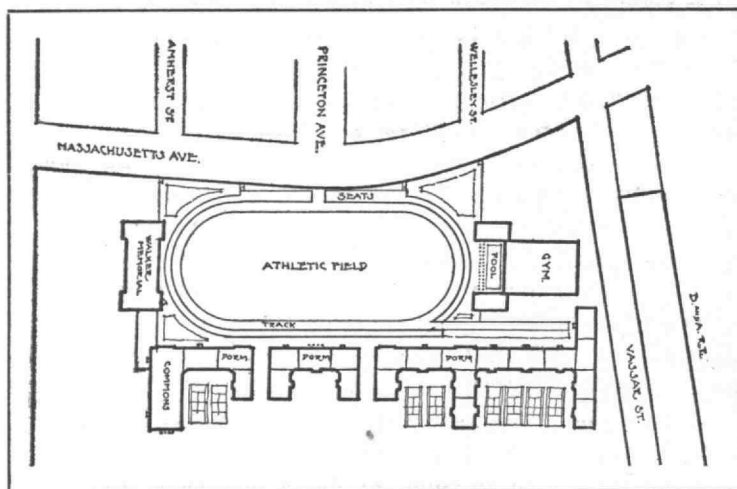 AMHERST ST.
PRINCETON AVE.
WELLESLEY ST.
MASSACHUSETTS AVE.
SEATS
WALKER
MEMORIAL
ATHLETIC FIELD
POOL
GYM.
TRACK
DORM
DORM
DORM
COMMONS
VASSAR ST.